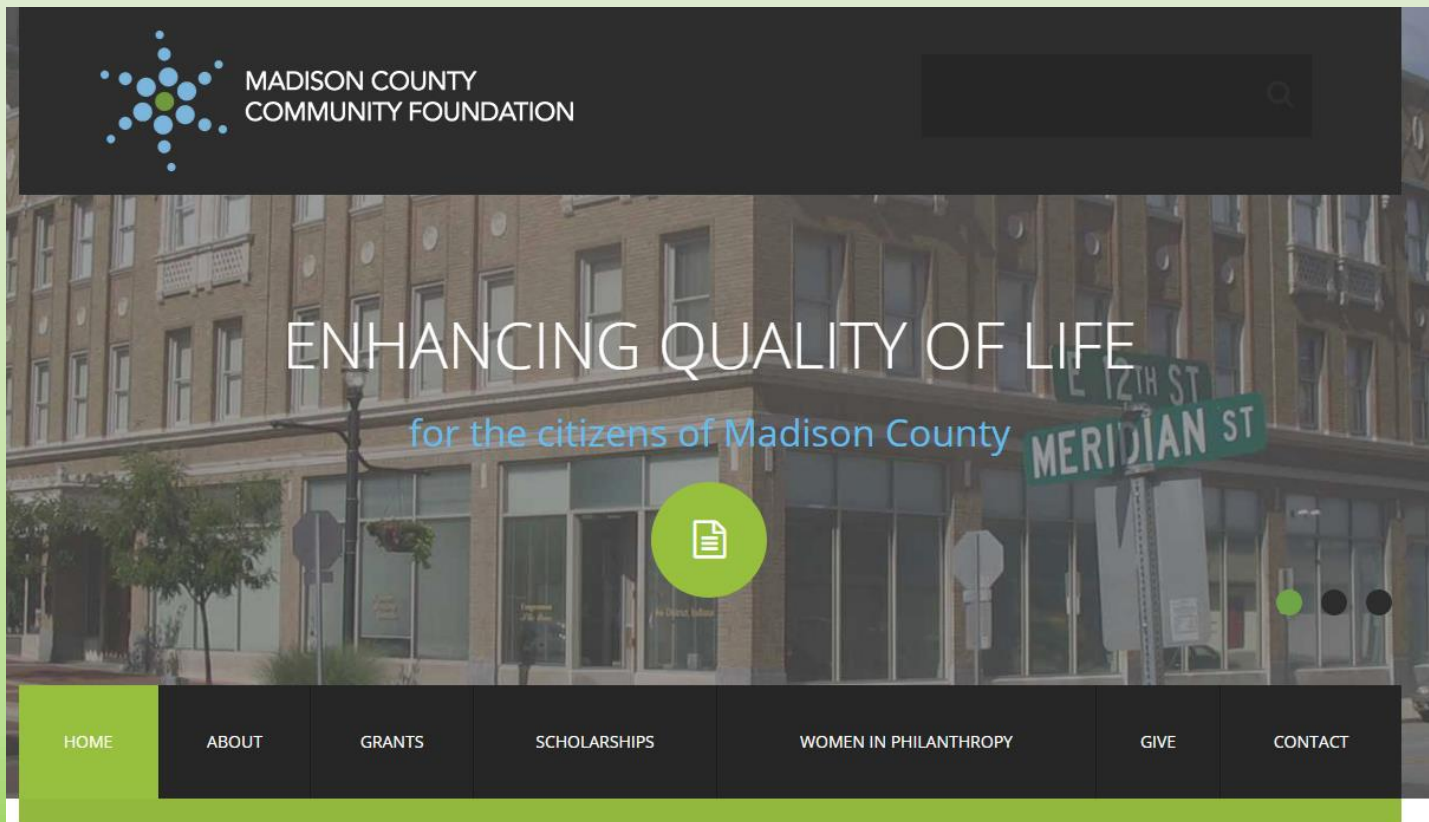 MADISON COUNTY
COMMUNITY FOUNDATION
ENHANCING QUALITY OF LIFE
E 12TH ST
for the citizens of Madison County
MERIDIAN ST
HOME
ABOUT
GRANTS
SCHOLARSHIPS
WOMEN IN PHILANTHROPY
GIVE
CONTACT